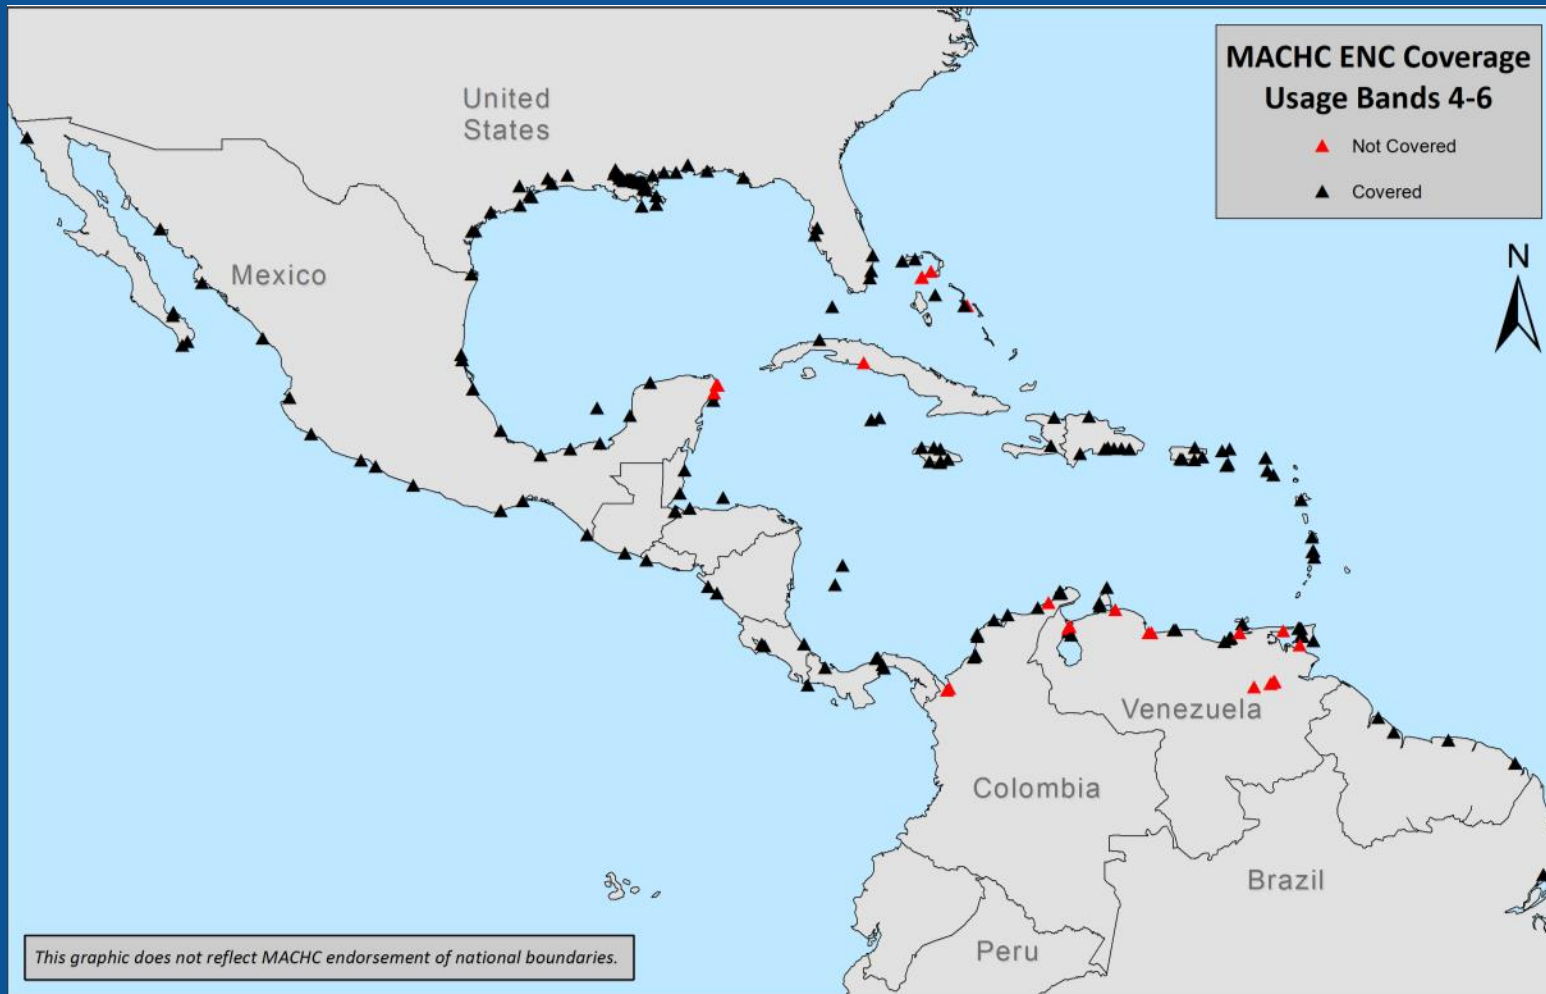 MACHC ENC Coverage
Usage Bands 4-6
Not Covered
Covered
N
United
States
Mexico
Venezuela
Colombia
Brazil
Peru
This graphic does not reflect MACHC endorsement of national boundaries.